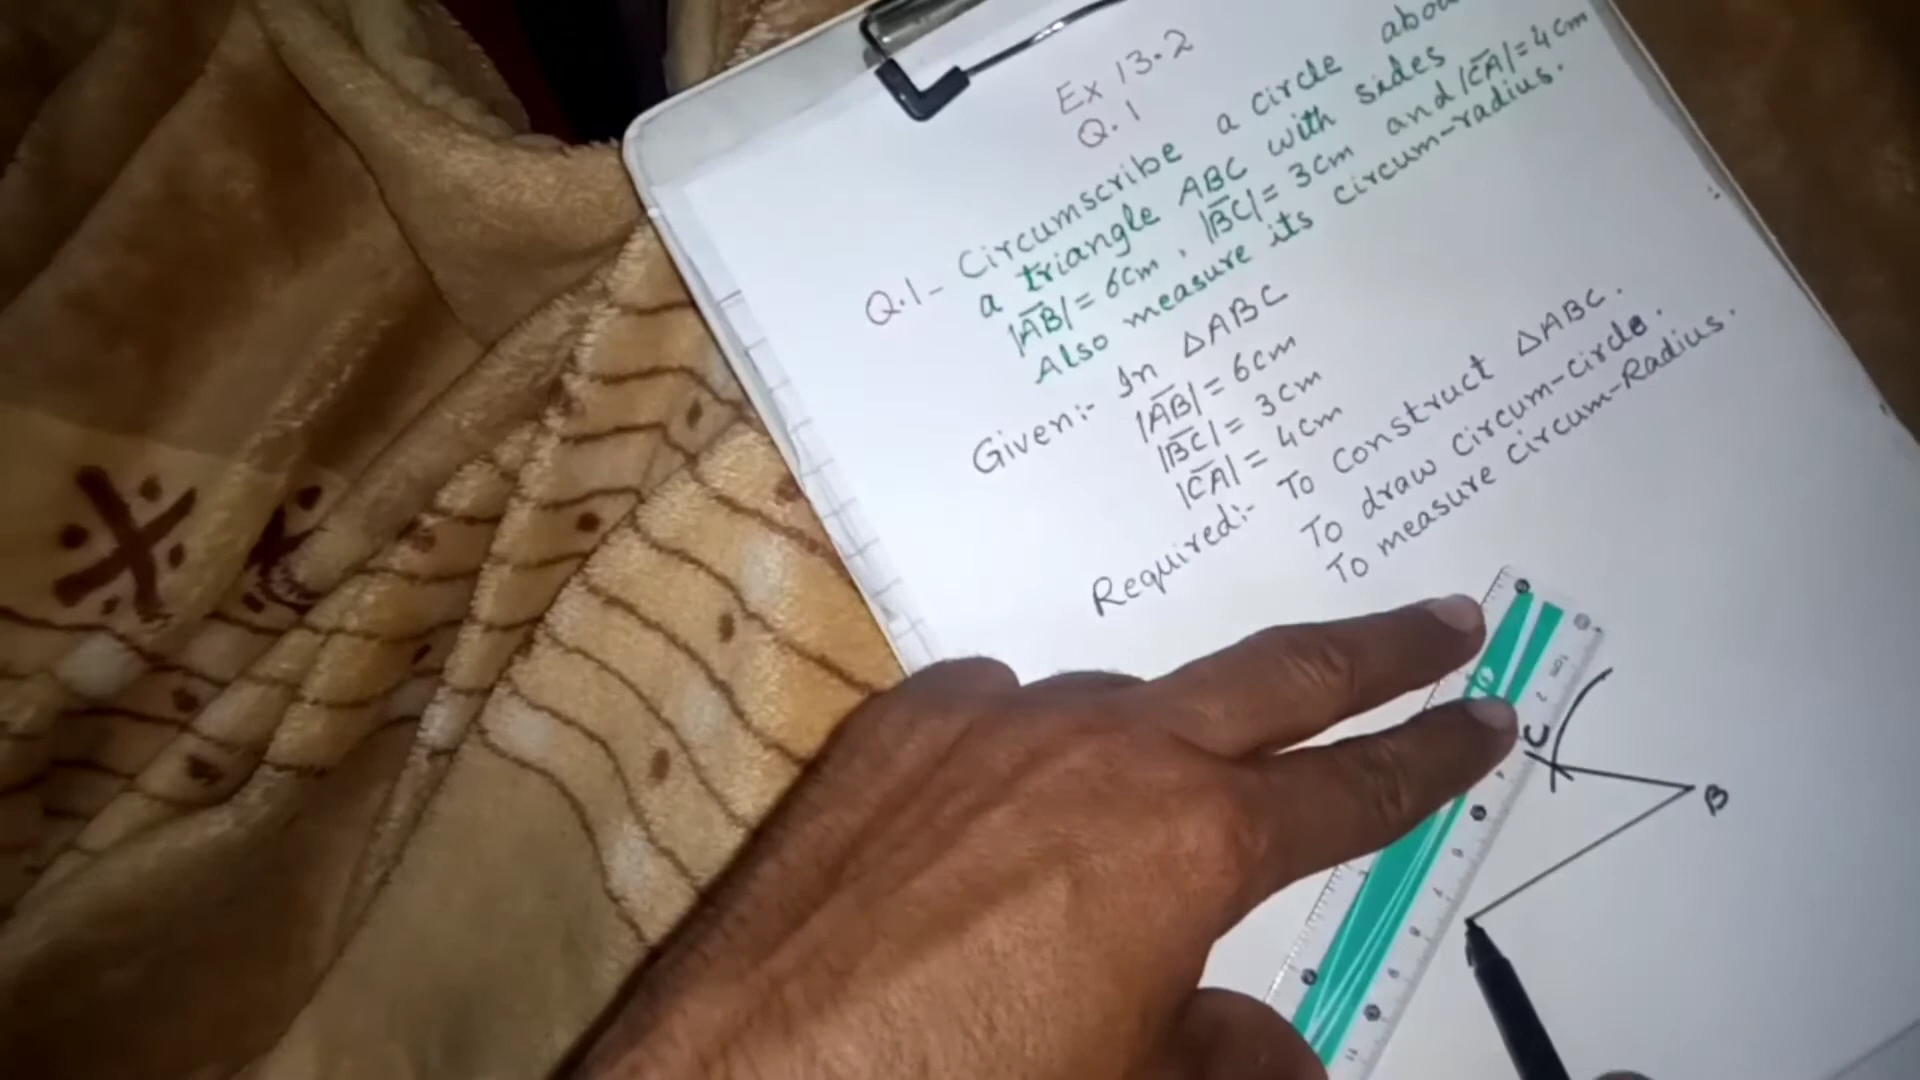 Ex 13.2
Q.1
Q.1- Circumscribe a circle
a triangle ABC with sides
|AB| = 6cm, |BC| = 3cm and |CA| = 4cm
Also measure its circum-radius.
Given:- In △ABC
|AB| = 6cm
|BC| = 3cm
|CA| = 4cm
Required:- To construct △ABC.
To draw circum-circle.
To measure circum-Radius.
C
B